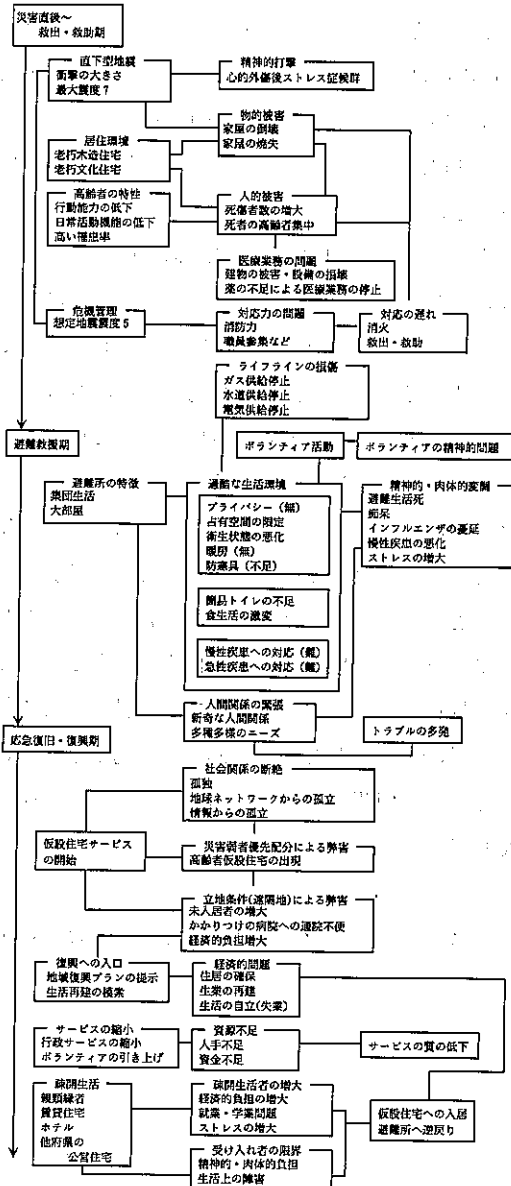 災害直後～
救出・救助期
直下型地震
衝撃の大きさ
最大震度7
精神的打撃
心的外傷後ストレス症候群
物的被害
家屋の倒壊
家屋の焼失
居住環境
老朽木造住宅
老朽文化住宅
高齢者の特性
行動能力の低下
日常活動機能の低下
高い罹患率
人的被害
死傷者数の増大
死者の高齢者集中
医療業務の問題
建物の被害・設備の損壊
薬の不足による医療業務の停止
危機管理
想定地震震度5
対応力の問題
消防力
職員参集など
対応の遅れ
消火
救出・救助
ライフラインの損傷
ガス供給停止
水道供給停止
電気供給停止
避難救援期
ボランティア活動
ボランティアの精神的問題
避難所の特徴
集団生活
大部屋
過酷な生活環境
プライバシー（無）
占有空間の限定
衛生状態の悪化
暖房（無）
防寒具（不足）
簡易トイレの不足
食生活の激変
慢性疾患への対応（難）
急性疾患への対応（難）
精神的・肉体的変調
避難生活死
痴呆
インフルエンザの蔓延
慢性疾患の悪化
ストレスの増大
人間関係の緊張
新奇な人間関係
多種多様のニーズ
トラブルの多発
応急復旧・復興期
社会関係の断絶
孤独
地球ネットワークからの孤立
情報からの孤立
仮設住宅サービス
の開始
災害弱者優先配分による弊害
高齢者仮設住宅の出現
立地条件(遠隔地)による弊害
未入居者の増大
かかりつけの病院への通院不便
経済的負担増大
復興への入口
地域復興プランの提示
生活再建の模索
経済的問題
住居の確保
生業の再建
生活の自立(失業)
サービスの縮小
行政サービスの縮小
ボランティアの引き上げ
資源不足
人手不足
資金不足
サービスの質の低下
疎開生活
親類縁者
賃貸住宅
ホテル
他府県の
公営住宅
疎開生活者の増大
経済的負担の増大
就業・学業問題
ストレスの増大
仮設住宅への入居
避難所へ逆戻り
受け入れ者の限界
精神的・肉体的負担
生活上の障害